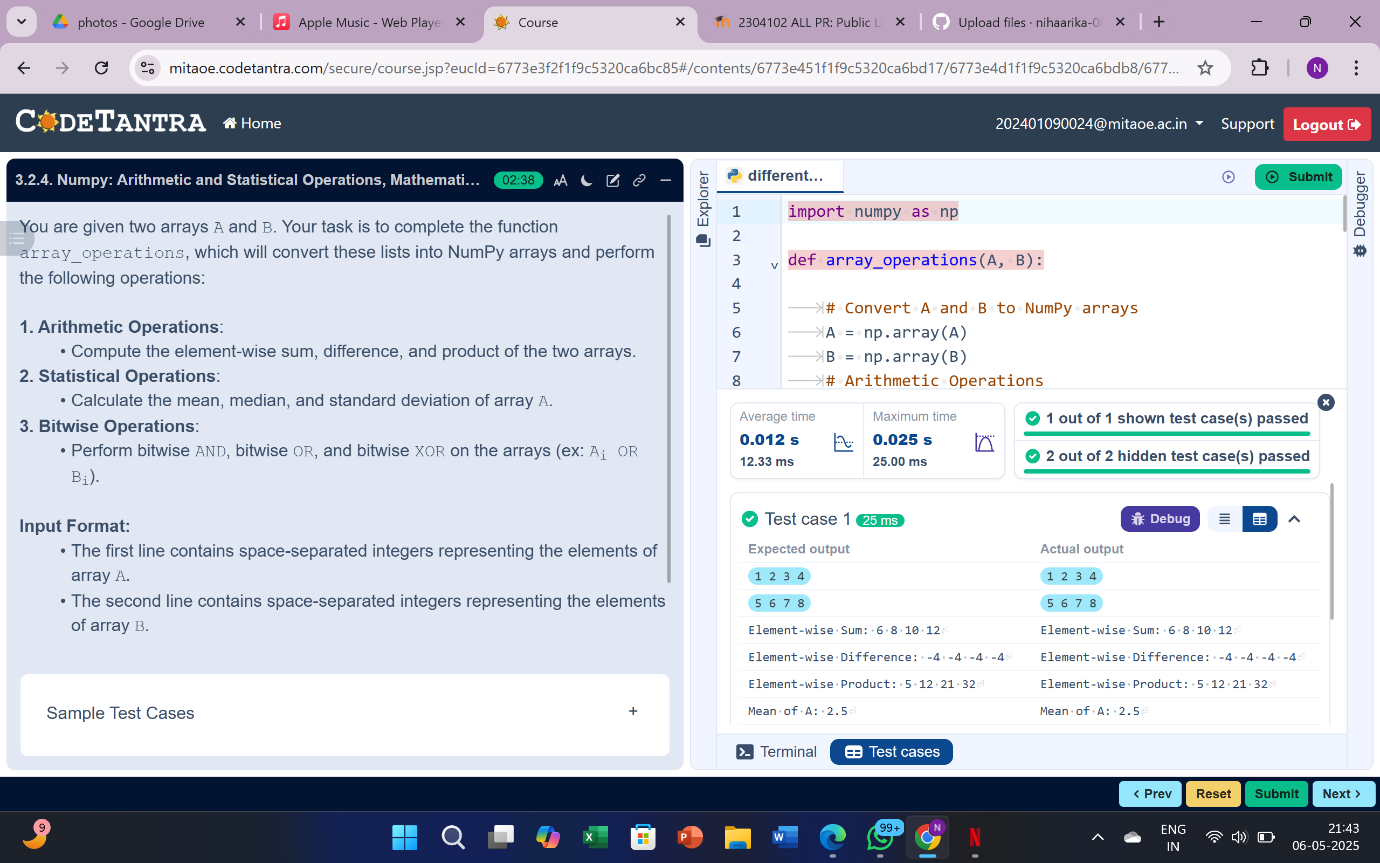 photos - Google Drive
Apple Music - Web Playe
Course
2304102 ALL PR: Public L
Upload files · nihaarika-0
mitaoe.codetantra.com/secure/course.jsp?eucId=6773e3f2f1f9c5320ca6bc85#/contents/6773e451f1f9c5320ca6bd17/6773e4d1f1f9c5320ca6bdb8/677...
N
CODETANTRA
Home
202401090024@mitaoe.ac.in
Support
Logout
3.2.4. Numpy: Arithmetic and Statistical Operations, Mathemati...
02:38
AA
You are given two arrays A and B. Your task is to complete the function
array_operations, which will convert these lists into NumPy arrays and perform
the following operations:
1. Arithmetic Operations:
• Compute the element-wise sum, difference, and product of the two arrays.
2. Statistical Operations:
• Calculate the mean, median, and standard deviation of array A.
3. Bitwise Operations:
• Perform bitwise AND, bitwise OR, and bitwise XOR on the arrays (ex: Ai OR
Bi).
Input Format:
• The first line contains space-separated integers representing the elements of
array A.
• The second line contains space-separated integers representing the elements
of array B.
Sample Test Cases
+
Explorer
different...
Submit
Debugger
1 import numpy as np
2
3 def array_operations(A, B):
4
5 # Convert A and B to NumPy arrays
6 A = np.array(A)
7 B = np.array(B)
8 # Arithmetic Operations
Average time
0.012 s
12.33 ms
Maximum time
0.025 s
25.00 ms
1 out of 1 shown test case(s) passed
2 out of 2 hidden test case(s) passed
Test case 1
25 ms
Debug
Expected output
Actual output
1 2 3 4
1 2 3 4
5 6 7 8
5 6 7 8
Element-wise·Sum:·6·8·10·12
Element-wise·Sum:·6·8·10·12
Element-wise·Difference:·-4·-4·-4·-4
Element-wise·Difference:·-4·-4·-4·-4
Element-wise·Product:·5·12·21·32
Element-wise·Product:·5·12·21·32
Mean·of·A:·2.5
Mean·of·A:·2.5
Terminal
Test cases
< Prev
Reset
Submit
Next >
9
99+
N
ENG
IN
21:43
06-05-2025